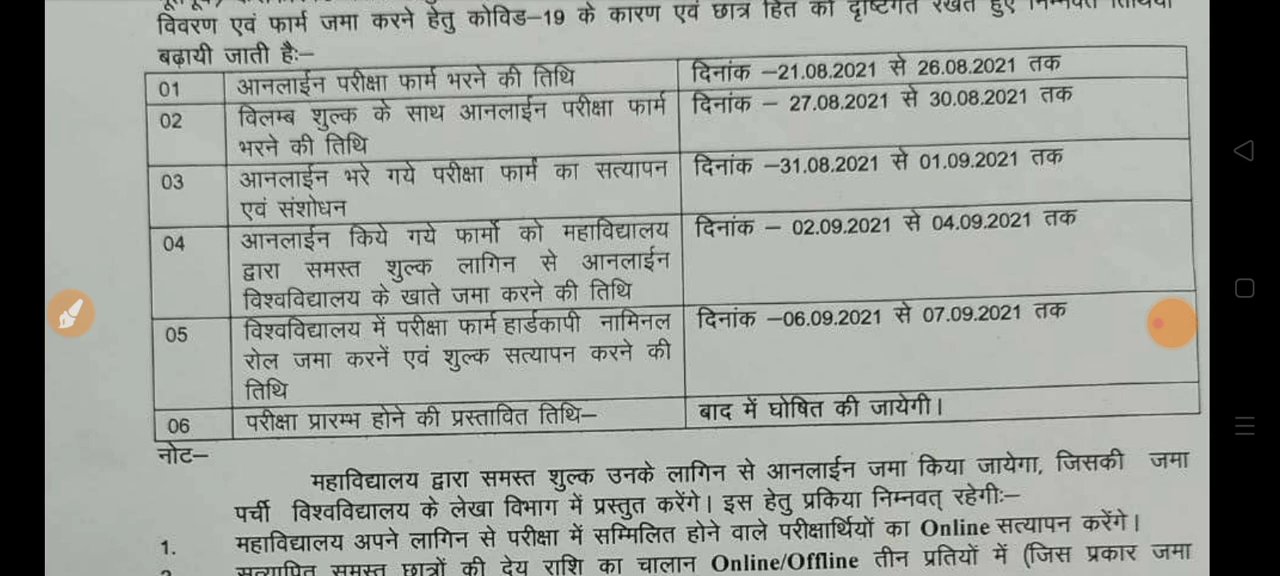 विवरण एवं फार्म जमा करने हेतु कोविड–19 के कारण एवं छात्र हित को दृष्टिगत रखते हुए निम्नवत तिथियां
बढ़ायी जाती हैः–
01 आनलाईन परीक्षा फार्म भरने की तिथि दिनांक –21.08.2021 से 26.08.2021 तक
02 विलम्ब शुल्क के साथ आनलाईन परीक्षा फार्म दिनांक – 27.08.2021 से 30.08.2021 तक
भरने की तिथि
03 आनलाईन भरे गये परीक्षा फार्म का सत्यापन दिनांक –31.08.2021 से 01.09.2021 तक
एवं संशोधन
04 आनलाईन किये गये फार्मों को महाविद्यालय दिनांक – 02.09.2021 से 04.09.2021 तक
द्वारा समस्त शुल्क लागिन से आनलाईन
विश्वविद्यालय के खाते जमा करने की तिथि
05 विश्वविद्यालय में परीक्षा फार्म हार्डकापी नामिनल दिनांक –06.09.2021 से 07.09.2021 तक
रोल जमा करनें एवं शुल्क सत्यापन करने की
तिथि
06 परीक्षा प्रारम्भ होने की प्रस्तावित तिथि– बाद में घोषित की जायेगी।
नोट–
महाविद्यालय द्वारा समस्त शुल्क उनके लागिन से आनलाईन जमा किया जायेगा, जिसकी जमा
पर्ची विश्वविद्यालय के लेखा विभाग में प्रस्तुत करेंगे। इस हेतु प्रकिया निम्नवत् रहेगीः–
1. महाविद्यालय अपने लागिन से परीक्षा में सम्मिलित होने वाले परीक्षार्थियों का Online सत्यापन करेंगे।
सत्यापित समस्त छात्रों की देय राशि का चालान Online/Offline तीन प्रतियों में (जिस प्रकार जमा